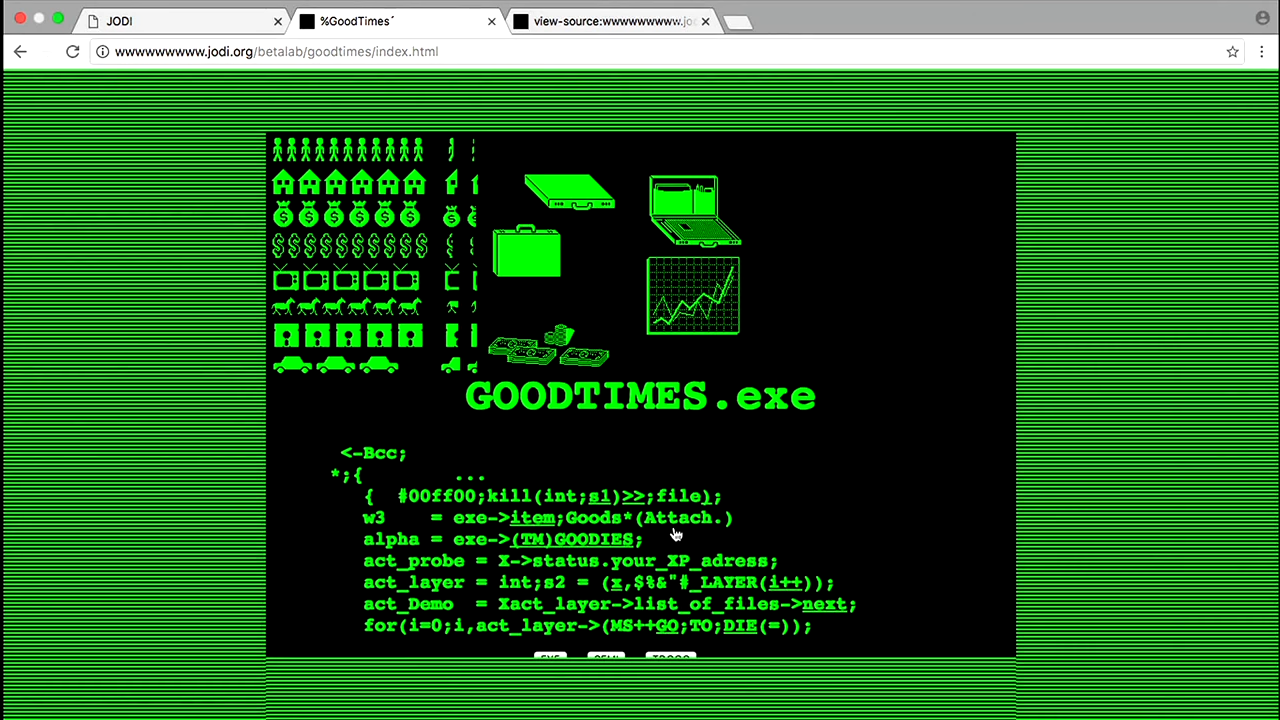 JODI
%GoodTimes´
view-source:wwwwwwwww.jo
wwwwwwwww.jodi.org/betalab/goodtimes/index.html
GOODTIMES.exe
<-Bcc;
*;{ ...
{ #00ff00;kill(int;s1)>>;file);
w3 = exe->item;Goods*(Attach.)
alpha = exe->(TM)GOODIES;
act_probe = X->status.your_XP_adress;
act_layer = int;s2 = (x,$%&"#_LAYER(i++));
act_Demo = Xact_layer->list_of_files->next;
for(i=0;i,act_layer->(MS++GO;TO;DIE(=));